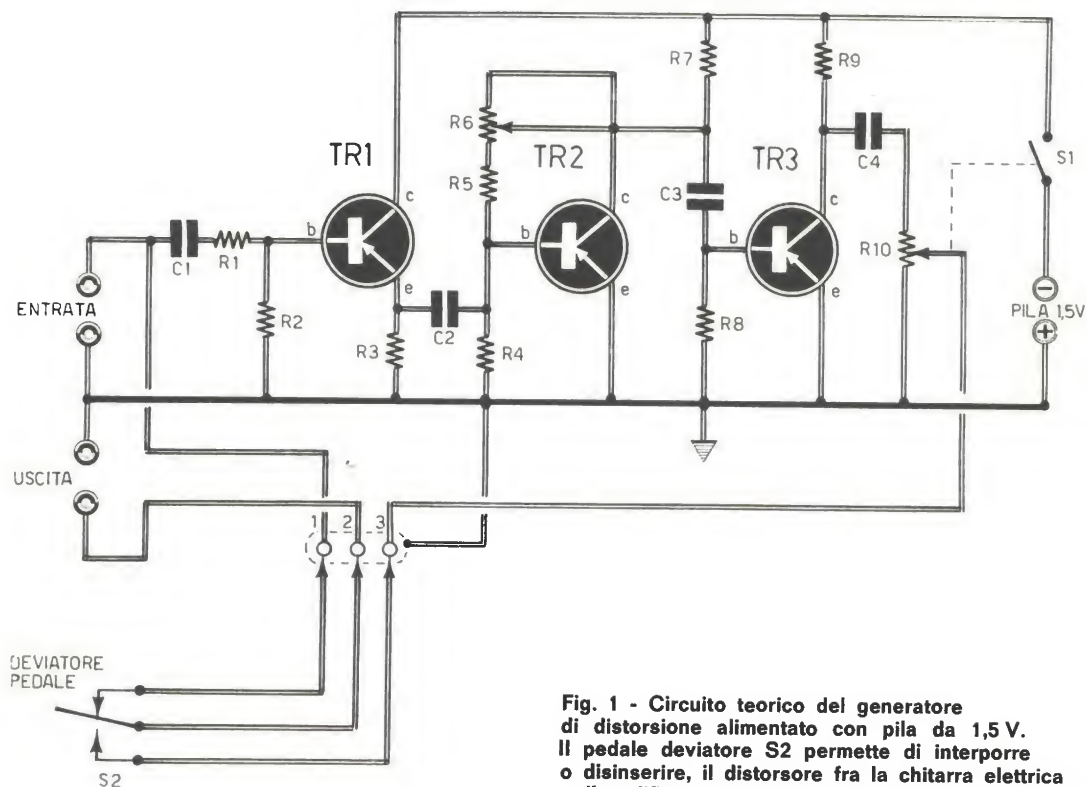 R7
R9
R6
TR1
R5
TR2
TR3
C3
C4
S1
c
c
c
b
b
b
R10
C1
R1
e
e
e
ENTRATA
R2
R3
C2
R4
R8
PILA 1,5V
USCITA
1 2 3
DEVIATORE
PEDALE
S2
Fig. 1 - Circuito teorico del generatore
di distorsione alimentato con pila da 1,5 V.
Il pedale deviatore S2 permette di interporre
o disinserire, il distorsore fra la chitarra elettrica